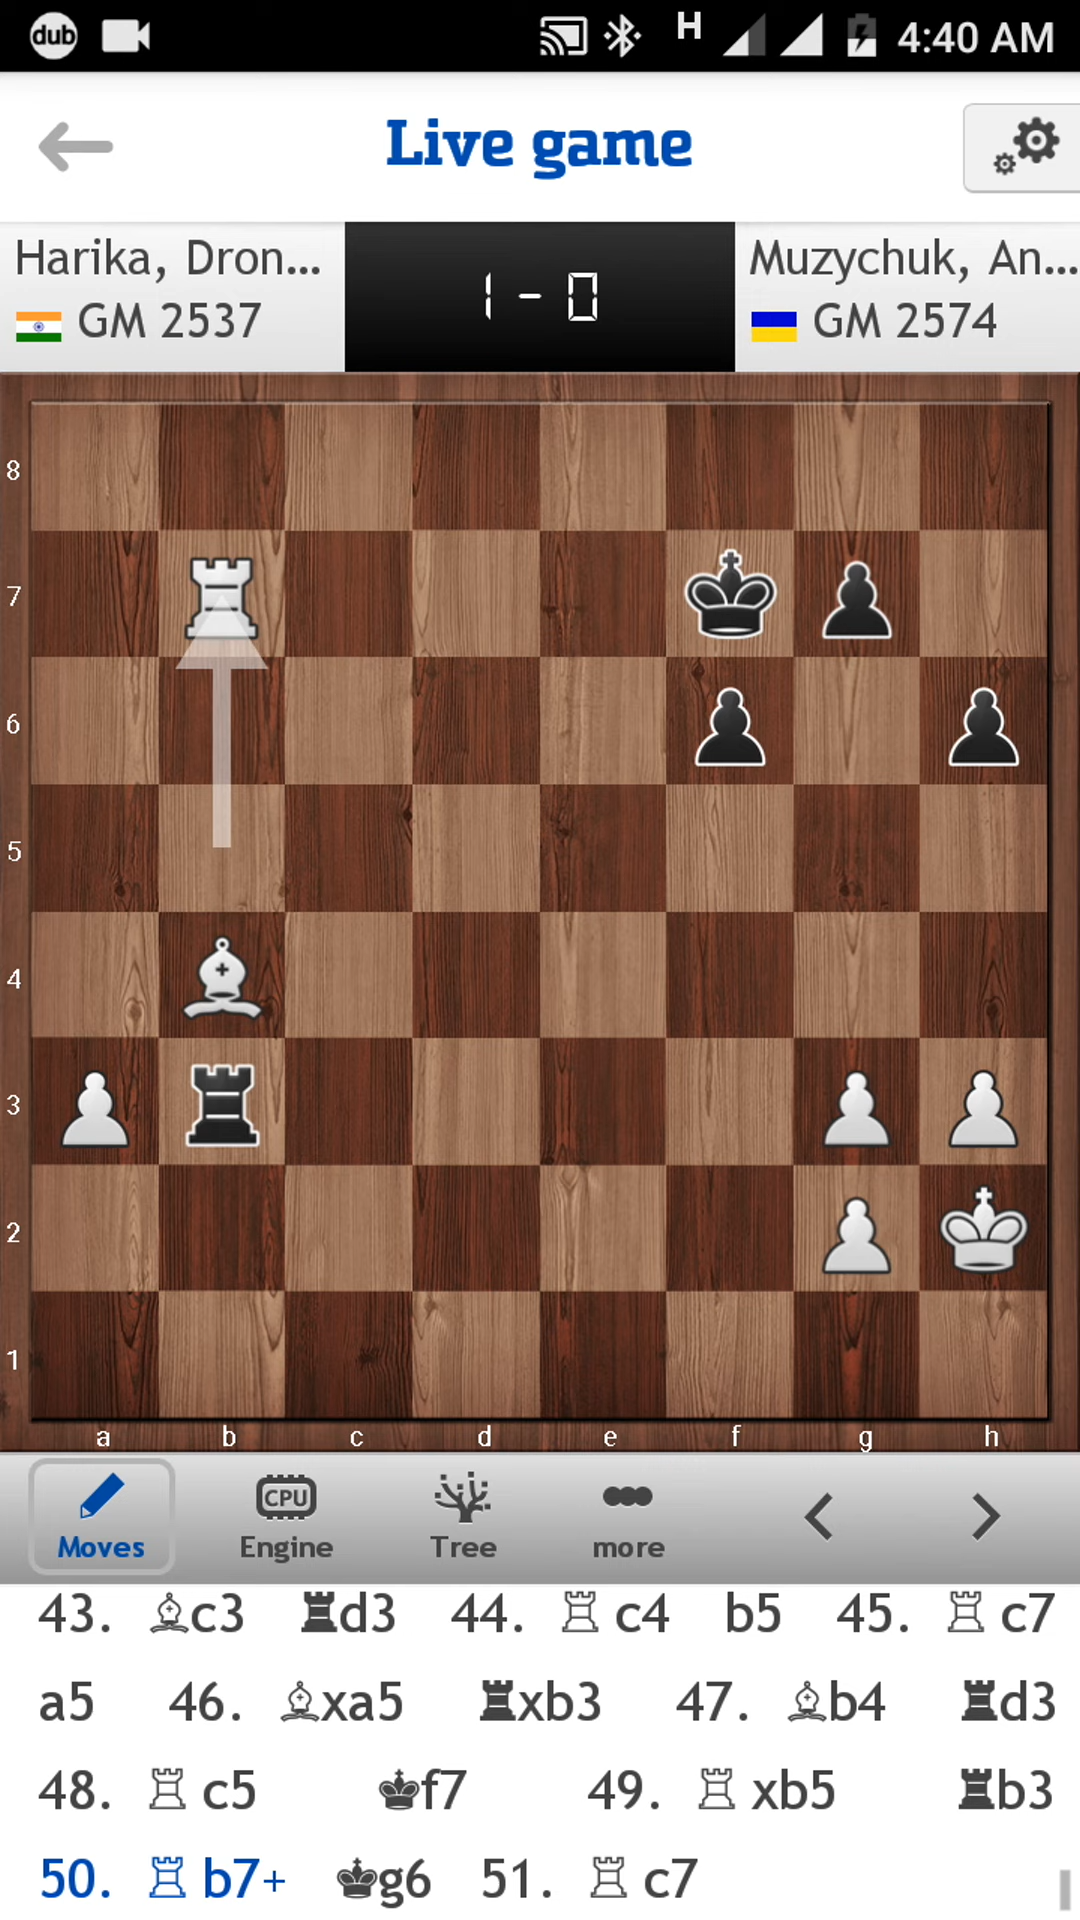 dub H 4:40 AM
Live game
Harika, Dron... 1 - 0 Muzychuk, An...
GM 2537 GM 2574
8
7
6
5
4
3
2
1
a b c d e f g h
CPU
Moves Engine Tree more
43. ♗c3 ♜d3 44. ♖c4 b5 45. ♖c7
a5 46. ♗xa5 ♜xb3 47. ♗b4 ♜d3
48. ♖c5 ♚f7 49. ♖xb5 ♜b3
50. ♖b7+ ♚g6 51. ♖c7